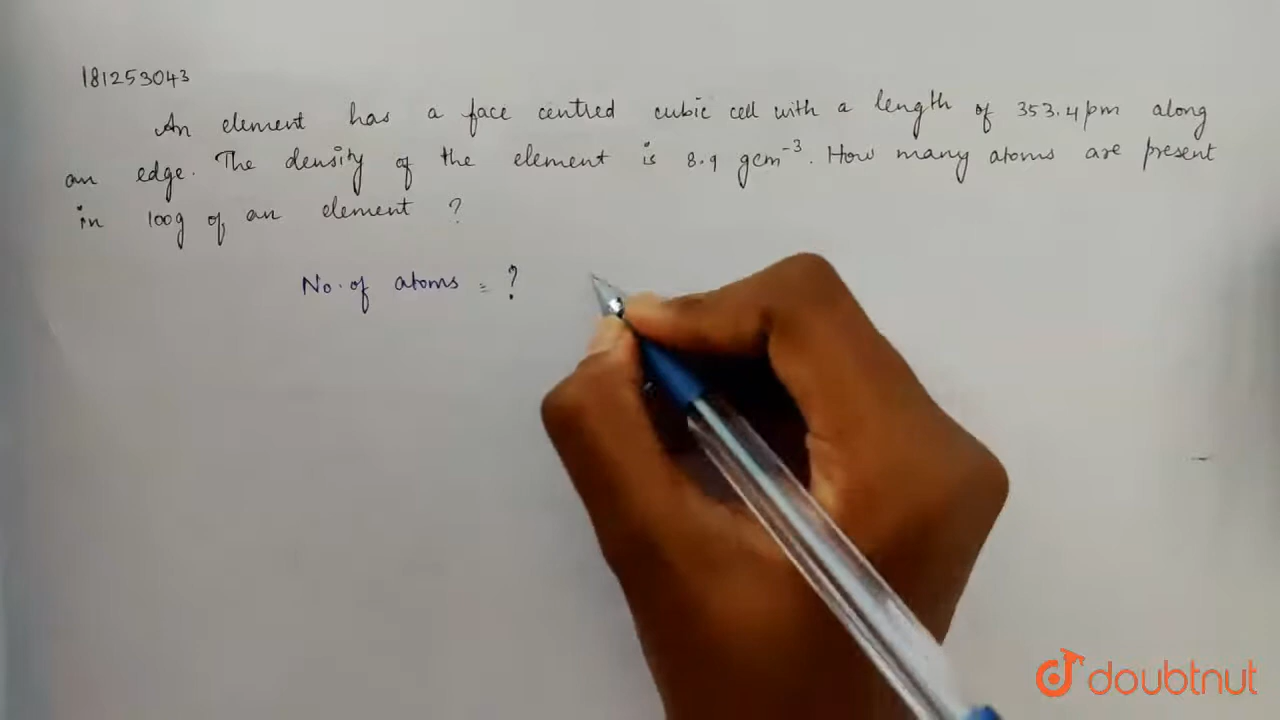 181253043
An element has a face centred cubic cell with a length of 353.4pm along
an edge. The density of the element is 8.9 gcm⁻³. How many atoms are present
in 100g of an element ?
No. of atoms = ?
doubtnut